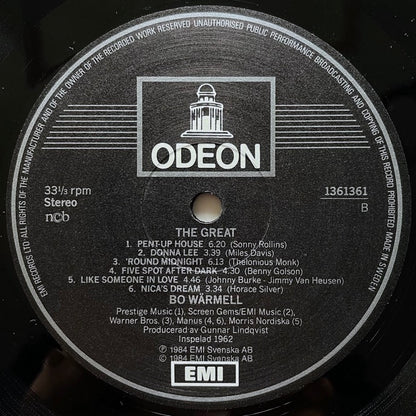 ALL RIGHTS OF THE MANUFACTURER AND OF THE OWNER OF THE RECORDED WORK RESERVED UNAUTHORISED PUBLIC PERFORMANCE BROADCASTING AND COPYING OF THIS RECORD PROHIBITED MADE IN SWEDEN
EMI RECORDS LTD
ODEON
33 1/3 rpm
Stereo
ncb
1361361
B
THE GREAT
1. PENT-UP HOUSE 6.20 (Sonny Rollins)
2. DONNA LEE 3.39 (Miles Davis)
3. 'ROUND MIDNIGHT 6.13 (Thelonious Monk)
4. FIVE SPOT AFTER DARK 4.30 (Benny Golson)
5. LIKE SOMEONE IN LOVE 4.46 (Johnny Burke - Jimmy Van Heusen)
6. NICA'S DREAM 3.34 (Horace Silver)
BO WÄRMELL
Prestige Music (1), Screen Gems/EMI Music (2),
Warner Bros. (3), Manus (4, 6), Morris Nordiska (5)
Producerad av Gunnar Lindqvist
Inspelad 1962
℗ 1984 EMI Svenska AB
© 1984 EMI Svenska AB
EMI